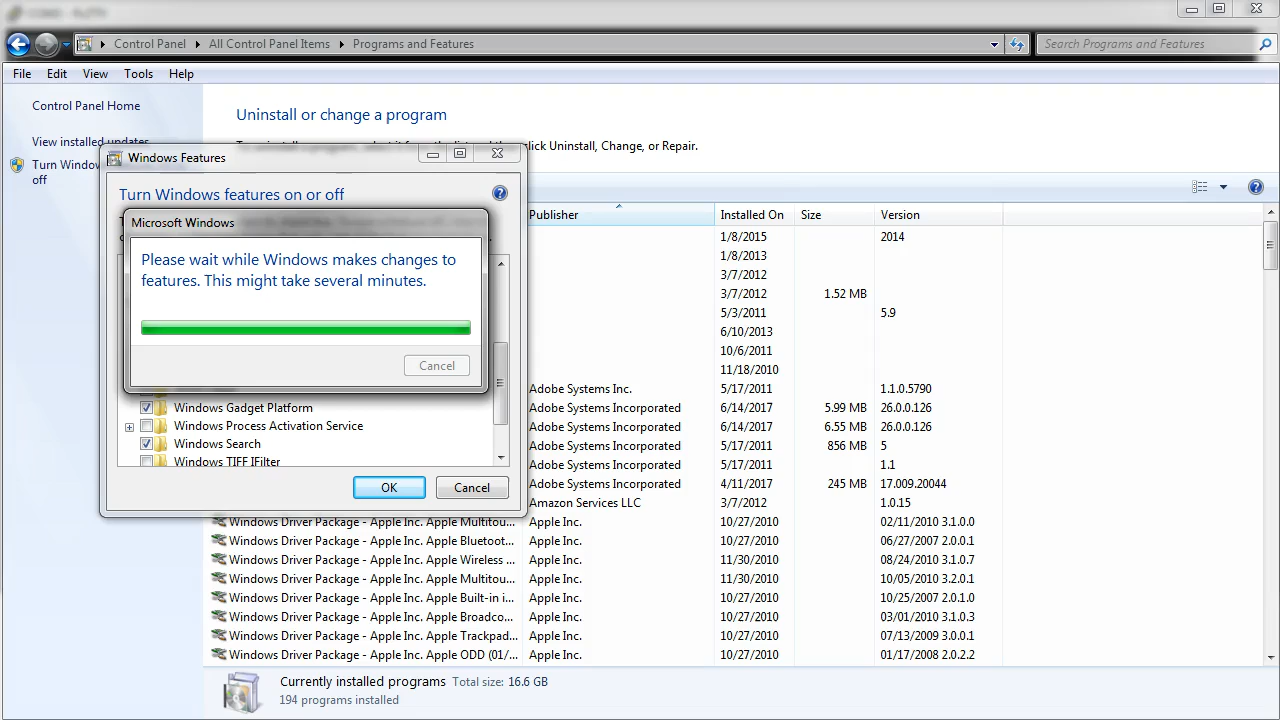 Control Panel
All Control Panel Items
Programs and Features
Search Programs and Features
File Edit View Tools Help
Control Panel Home
View installed updates
Turn Windo
off
Uninstall or change a program
click Uninstall, Change, or Repair.
Windows Features
Turn Windows features on or off
Microsoft Windows
Please wait while Windows makes changes to
features. This might take several minutes.
Cancel
Windows Gadget Platform
Windows Process Activation Service
Windows Search
Windows TIFF IFilter
OK Cancel
Publisher Installed On Size Version
1/8/2015 2014
1/8/2013
3/7/2012
3/7/2012 1.52 MB
5/3/2011 5.9
6/10/2013
10/6/2011
11/18/2010
Adobe Systems Inc. 5/17/2011 1.1.0.5790
Adobe Systems Incorporated 6/14/2017 5.99 MB 26.0.0.126
Adobe Systems Incorporated 6/14/2017 6.55 MB 26.0.0.126
Adobe Systems Incorporated 5/17/2011 856 MB 5
Adobe Systems Incorporated 5/17/2011 1.1
Adobe Systems Incorporated 4/11/2017 245 MB 17.009.20044
Amazon Services LLC 3/7/2012 1.0.15
Windows Driver Package - Apple Inc. Apple Multitou... Apple Inc. 10/27/2010 02/11/2010 3.1.0.0
Windows Driver Package - Apple Inc. Apple Bluetoot... Apple Inc. 10/27/2010 06/27/2007 2.0.0.1
Windows Driver Package - Apple Inc. Apple Wireless ... Apple Inc. 11/30/2010 08/24/2010 3.1.0.7
Windows Driver Package - Apple Inc. Apple Multitou... Apple Inc. 11/30/2010 10/05/2010 3.2.0.1
Windows Driver Package - Apple Inc. Apple Built-in i... Apple Inc. 10/27/2010 10/25/2007 2.0.1.0
Windows Driver Package - Apple Inc. Apple Broadco... Apple Inc. 10/27/2010 03/01/2010 3.1.0.3
Windows Driver Package - Apple Inc. Apple Trackpad... Apple Inc. 10/27/2010 07/13/2009 3.0.0.1
Windows Driver Package - Apple Inc. Apple ODD (01/... Apple Inc. 10/27/2010 01/17/2008 2.0.2.2
Currently installed programs Total size: 16.6 GB
194 programs installed